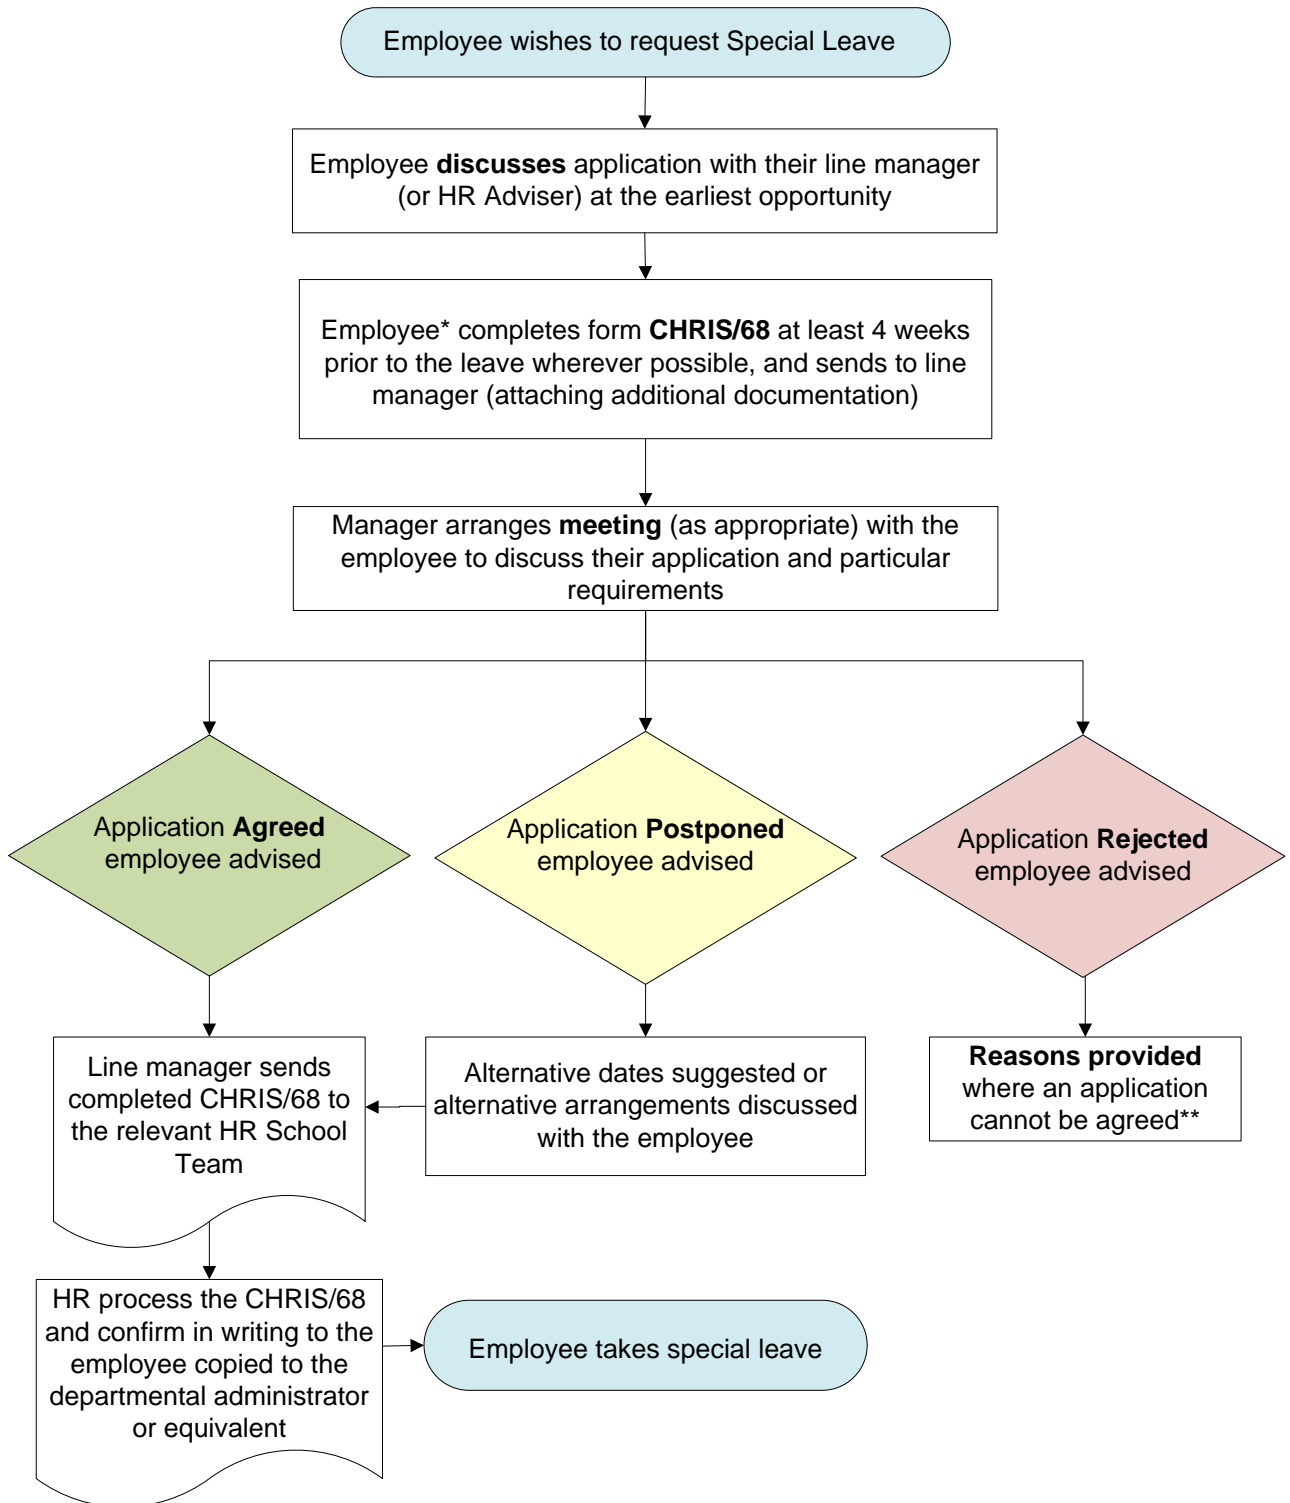 Employee wishes to request Special Leave
Employee discusses application with their line manager
(or HR Adviser) at the earliest opportunity
Employee* completes form CHRIS/68 at least 4 weeks
prior to the leave wherever possible, and sends to line
manager (attaching additional documentation)
Manager arranges meeting (as appropriate) with the
employee to discuss their application and particular
requirements
Application Agreed
employee advised
Application Postponed
employee advised
Application Rejected
employee advised
Line manager sends
completed CHRIS/68 to
the relevant HR School
Team
Alternative dates suggested or
alternative arrangements discussed
with the employee
Reasons provided
where an application
cannot be agreed**
HR process the CHRIS/68
and confirm in writing to the
employee copied to the
departmental administrator
or equivalent
Employee takes special leave